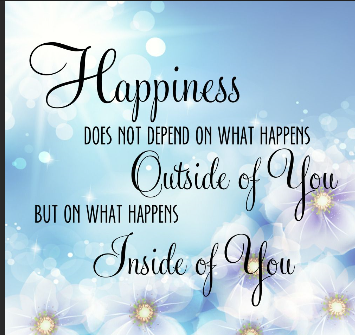 Happiness
DOES NOT DEPEND ON WHAT HAPPENS
Outside of You
BUT ON WHAT HAPPENS
Inside of You